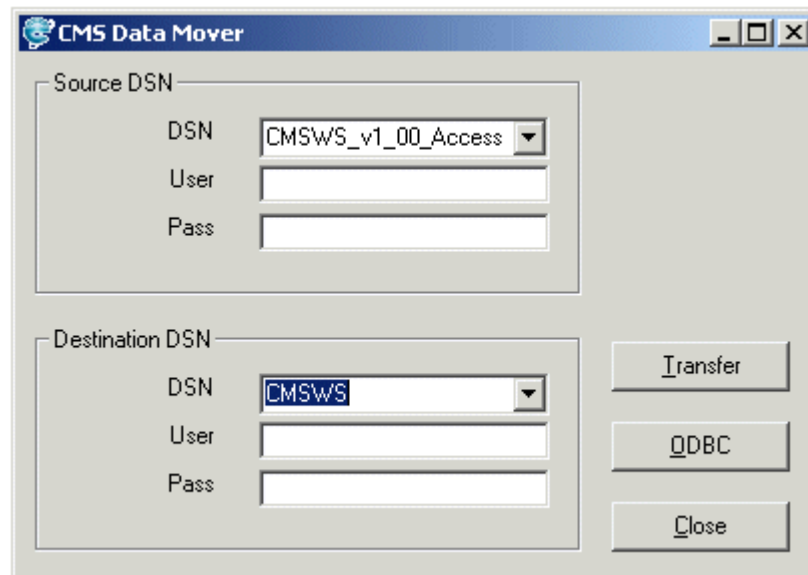 CMS Data Mover
Source DSN
DSN CMSWS_v1_00_Access
User
Pass
Destination DSN
DSN CMSWS
User
Pass
Transfer
ODBC
Close